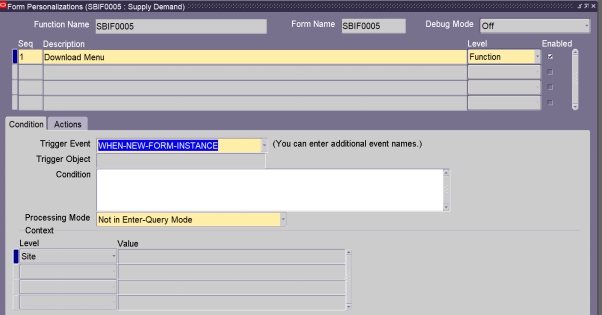 Form Personalizations (SBIF0005 : Supply Demand)
Function Name SBIF0005 Form Name SBIF0005 Debug Mode Off
Seq Description Level Enabled
1 Download Menu Function
Condition Actions
Trigger Event WHEN-NEW-FORM-INSTANCE (You can enter additional event names.)
Trigger Object
Condition
Processing Mode Not in Enter-Query Mode
Context
Level Value
Site